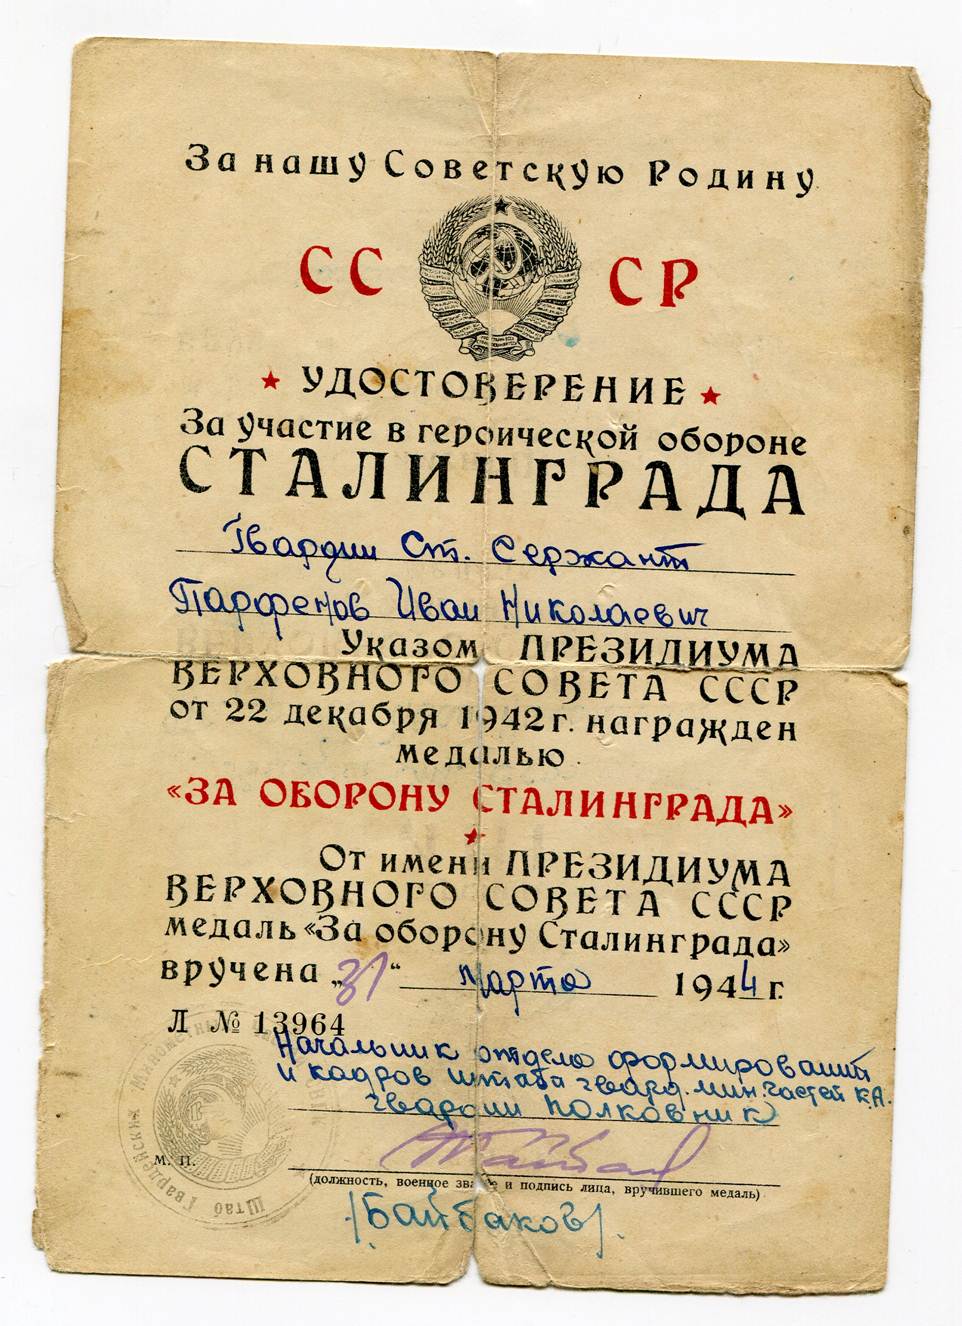 За нашу Советскую Родину
СС СР
УДОСТОВЕРЕНИЕ
За участие в героической обороне
СТАЛИНГРАДА
Гвардии Ст. Сержант
Парфенов Иван Николаевич
Указом ПРЕЗИДИУМА
ВЕРХОВНОГО СОВЕТА СССР
от 22 декабря 1942 г. награжден
медалью
«ЗА ОБОРОНУ СТАЛИНГРАДА»
От имени ПРЕЗИДИУМА
ВЕРХОВНОГО СОВЕТА СССР
медаль «За оборону Сталинграда»
вручена „31“ марта 1944 г.
Л № 13964
Начальник отдела формирований
и кадров штаба гвард. мин. частей К.А.
гвардии полковник
М. П.
(должность, военное звание и подпись лица, вручившего медаль)
/Байбаков/.
Штаб Гвардейских